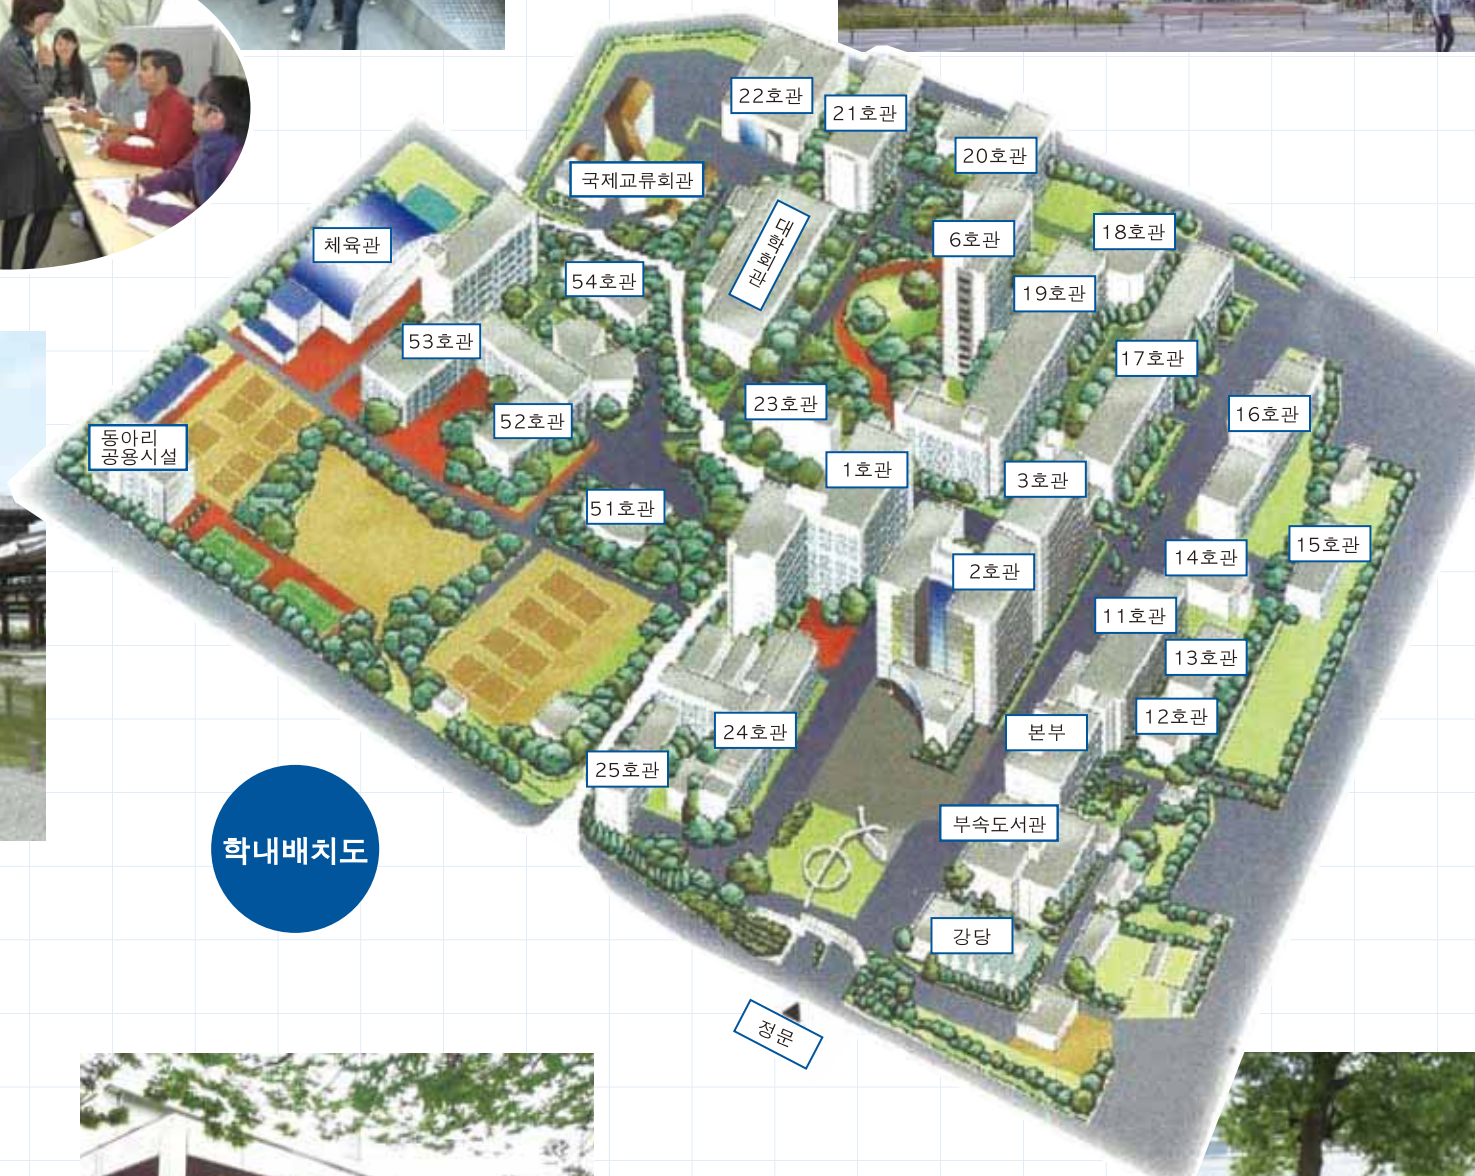 22호관
21호관
20호관
국제교류회관
대학회관
6호관
18호관
체육관
54호관
19호관
53호관
17호관
23호관
52호관
16호관
동아리
공용시설
1호관
3호관
51호관
15호관
14호관
2호관
11호관
13호관
12호관
24호관
본부
25호관
부속도서관
학내배치도
강당
정문